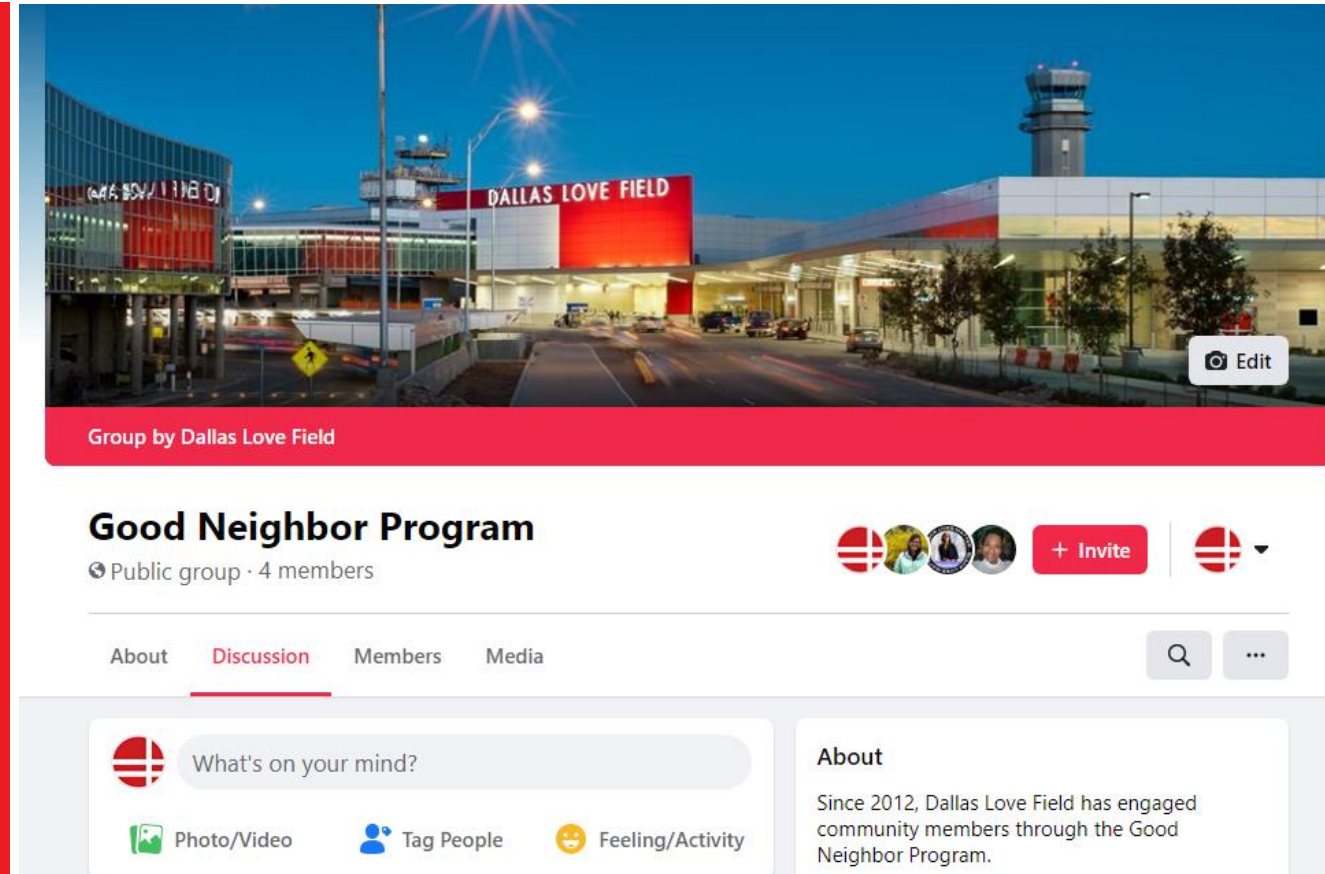 DALLAS LOVE FIELD
Edit
Group by Dallas Love Field
Good Neighbor Program
Public group · 4 members
+ Invite
About
Discussion
Members
Media
What's on your mind?
Photo/Video
Tag People
Feeling/Activity
About
Since 2012, Dallas Love Field has engaged
community members through the Good
Neighbor Program.